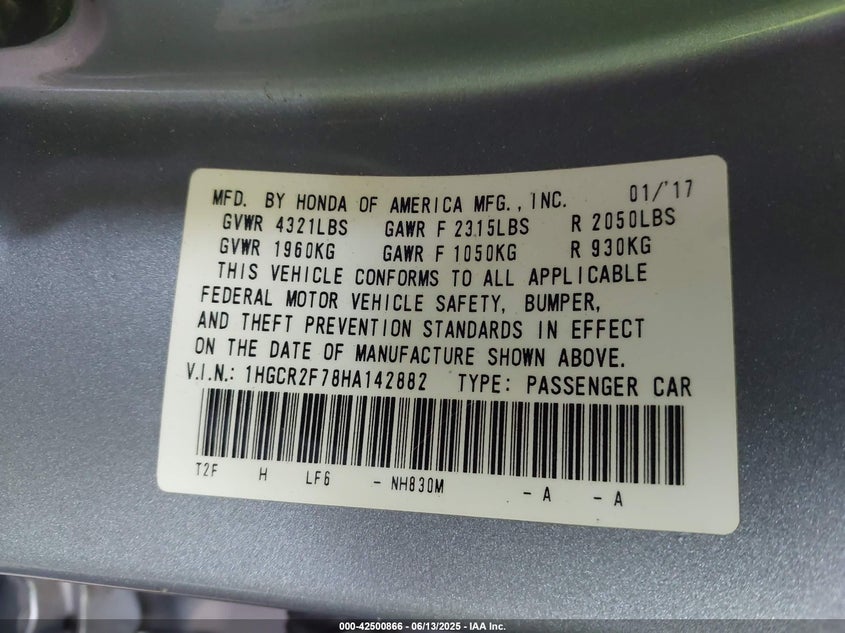 MFD. BY HONDA OF AMERICA MFG., INC. 01/'17
GVWR 4321LBS GAWR F 2315LBS R 2050LBS
GVWR 1960KG GAWR F 1050KG R 930KG
THIS VEHICLE CONFORMS TO ALL APPLICABLE
FEDERAL MOTOR VEHICLE SAFETY, BUMPER,
AND THEFT PREVENTION STANDARDS IN EFFECT
ON THE DATE OF MANUFACTURE SHOWN ABOVE.
V.I.N.: 1HGCR2F78HA142882 TYPE: PASSENGER CAR
T2F H LF6 - NH830M - A - A
000-42500866 - 06/13/2025 - IAA Inc.